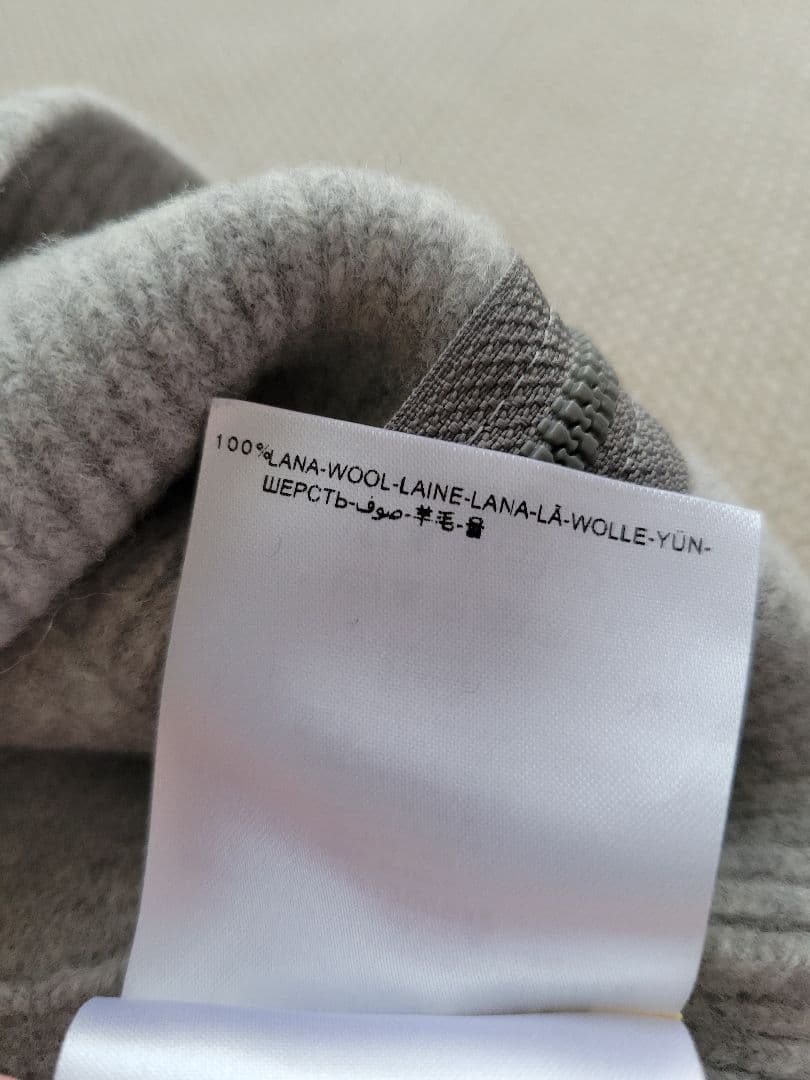 100%LANA-WOOL-LAINE-LANA-LÃ-WOLLE-YÜN-
ШЕРСТЬ-صوف-羊毛-울